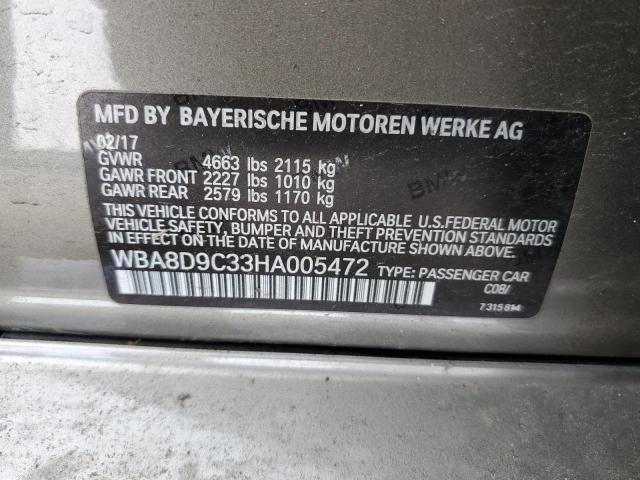 MFD BY BAYERISCHE MOTOREN WERKE AG
02/17
GVWR 4663 lbs 2115 kg
GAWR FRONT 2227 lbs 1010 kg
GAWR REAR 2579 lbs 1170 kg
THIS VEHICLE CONFORMS TO ALL APPLICABLE U.S.FEDERAL MOTOR
VEHICLE SAFETY, BUMPER AND THEFT PREVENTION STANDARDS
IN EFFECT ON THE DATE OF MANUFACTURE SHOWN ABOVE.
WBA8D9C33HA005472 TYPE: PASSENGER CAR
C08/
7315814